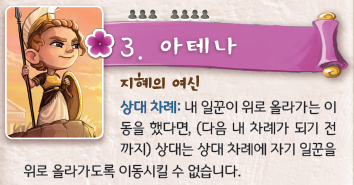 3. 아테나
지혜의 여신
상대 차례: 내 일꾼이 위로 올라가는 이
동을 했다면, (다음 내 차례가 되기 전
까지) 상대는 상대 차례에 자기 일꾼을
위로 올라가도록 이동시킬 수 없습니다.